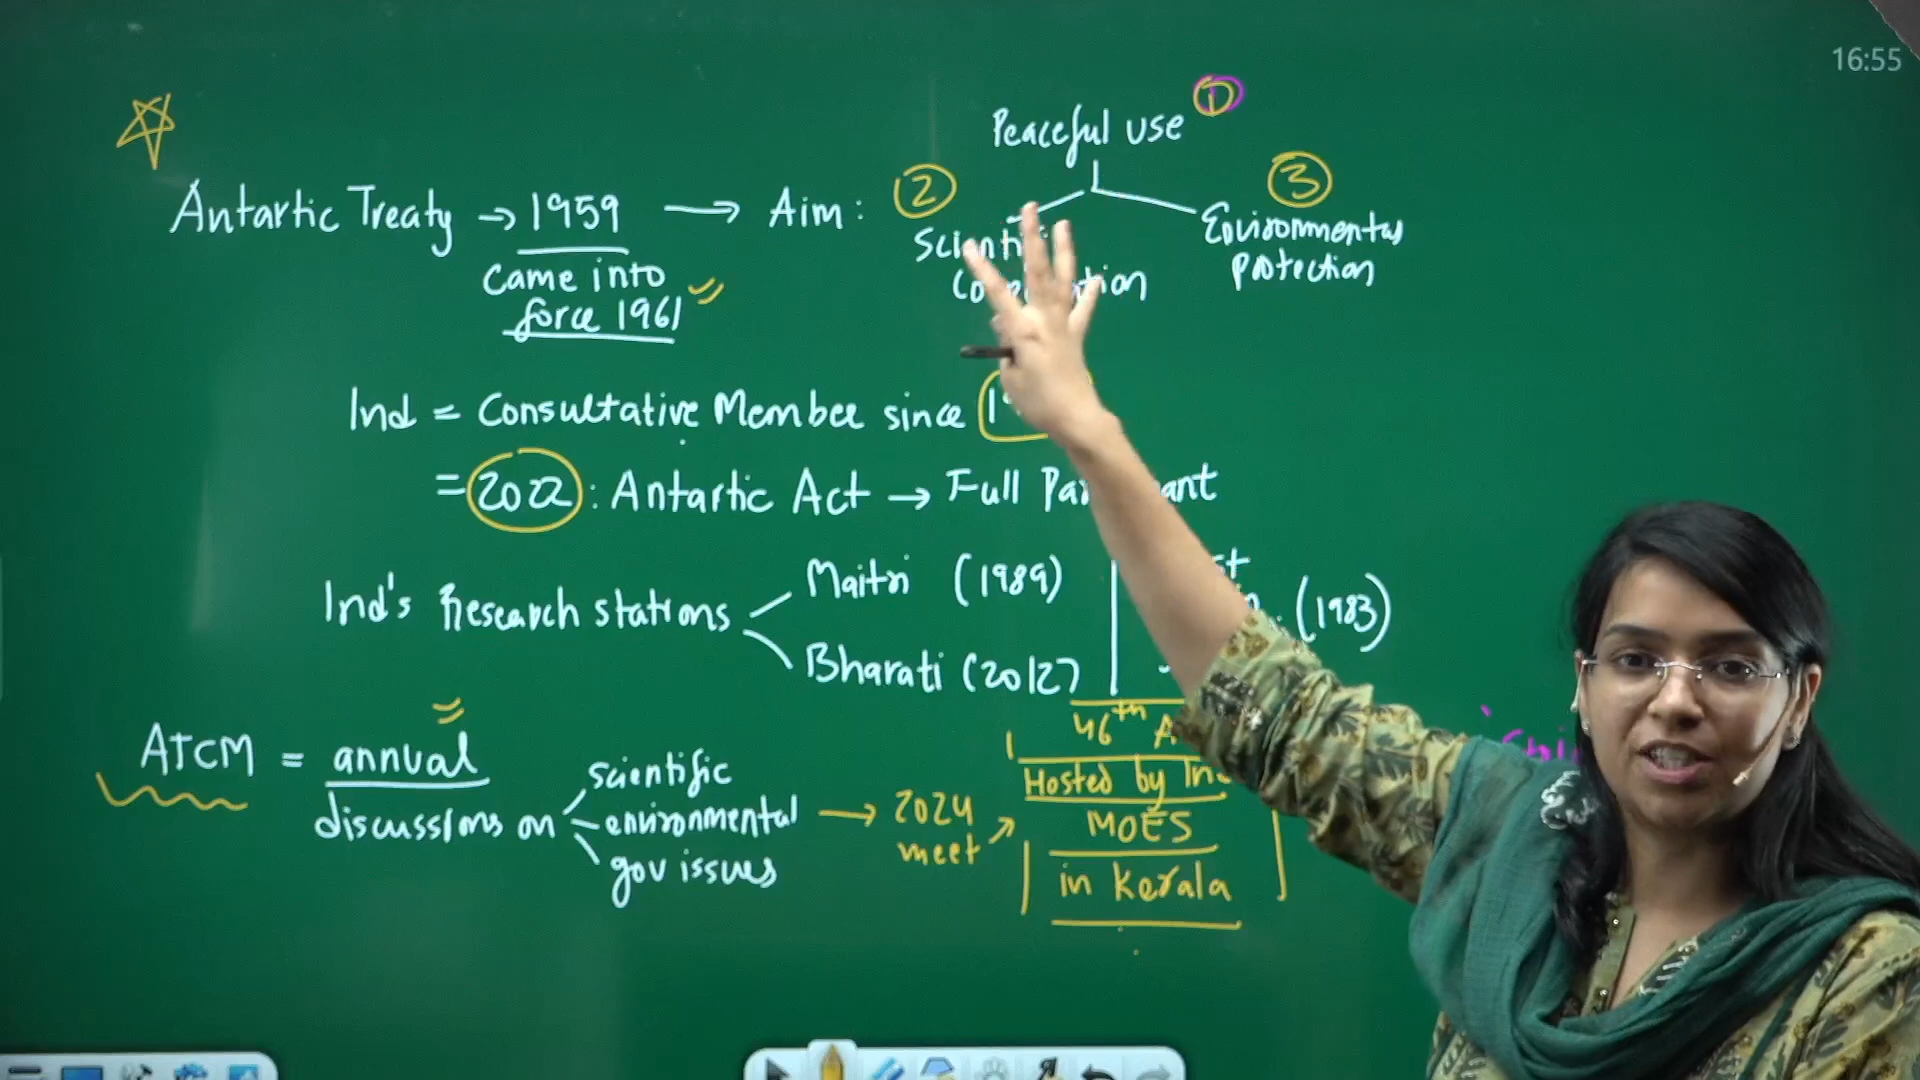 16:55
Peaceful use ①
Antartic Treaty → 1959 → Aim: ② ③
Environmental
protection
came into
force 1961
Ind = Consultative Member since
= 2022: Antartic Act → Full
Maitri (1989)
Ind's Research stations (1983)
Bharati (2012)
46th
ATCM = annual
discussions on
scientific
environmental
gov issues
→ 2024
meet
Hosted by
MOES
in Kerala